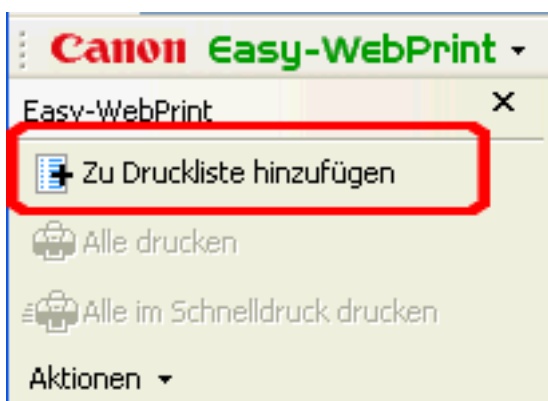 Canon Easy-WebPrint
Easy-WebPrint
Zu Druckliste hinzufügen
Alle drucken
Alle im Schnelldruck drucken
Aktionen